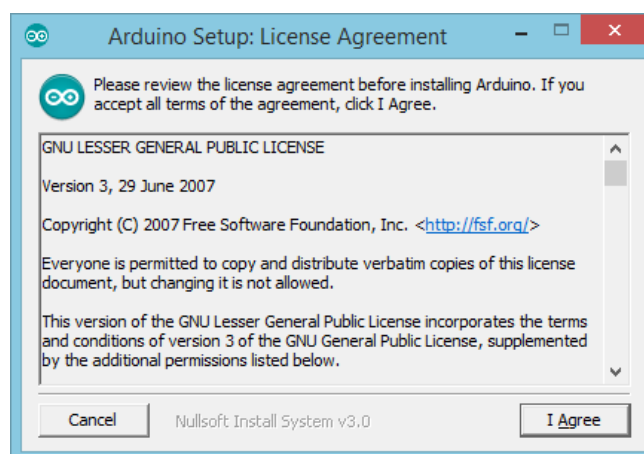 Arduino Setup: License Agreement
Please review the license agreement before installing Arduino. If you
accept all terms of the agreement, click I Agree.
GNU LESSER GENERAL PUBLIC LICENSE
Version 3, 29 June 2007
Copyright (C) 2007 Free Software Foundation, Inc. <http://fsf.org/>
Everyone is permitted to copy and distribute verbatim copies of this license
document, but changing it is not allowed.
This version of the GNU Lesser General Public License incorporates the terms
and conditions of version 3 of the GNU General Public License, supplemented
by the additional permissions listed below.
Cancel
Nullsoft Install System v3.0
I Agree